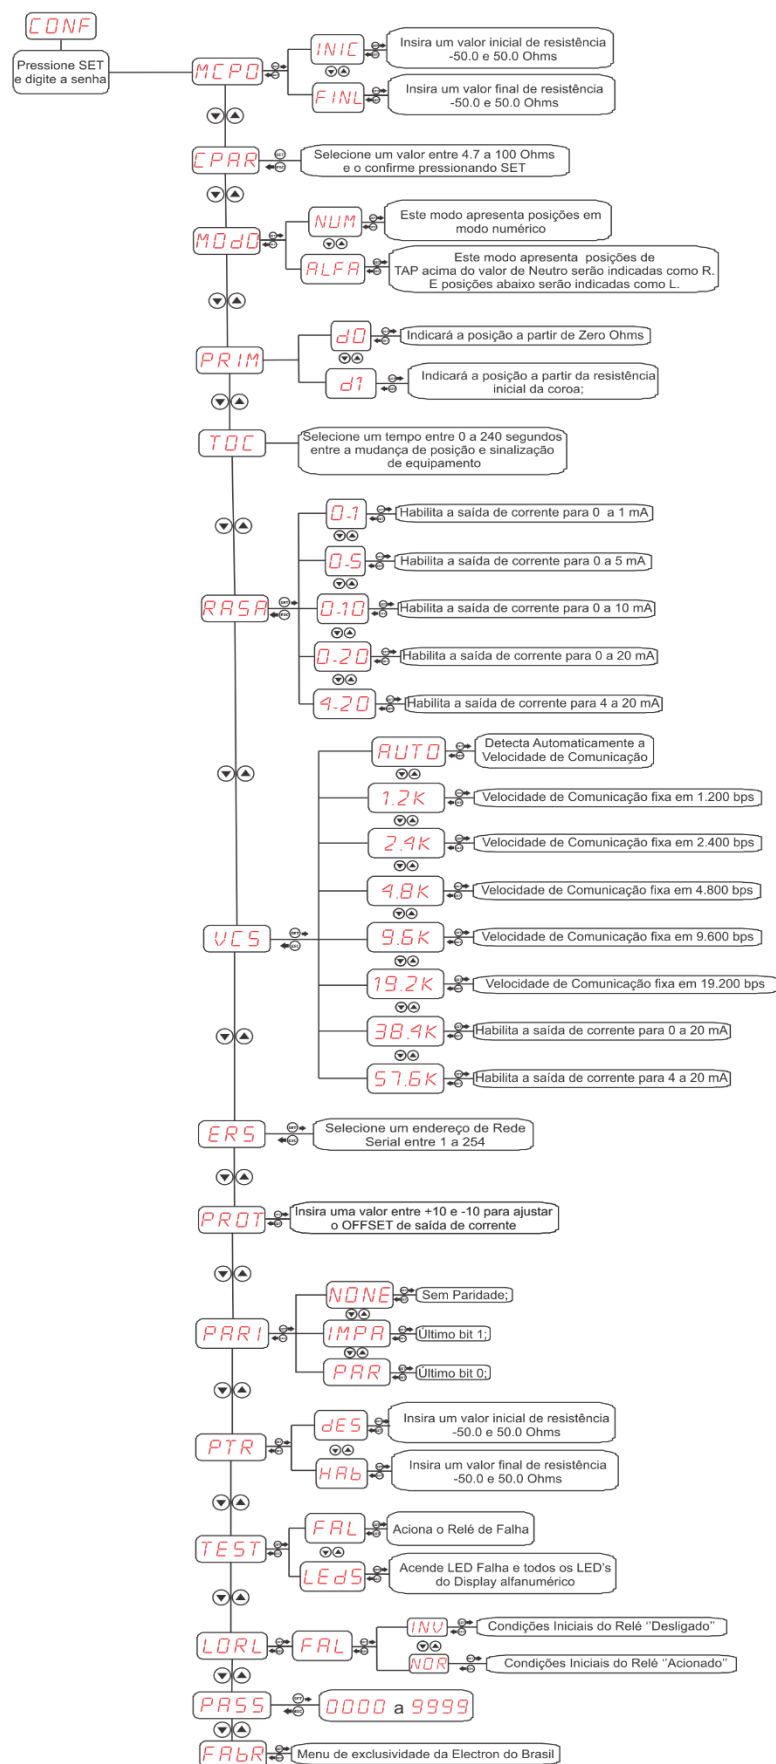 CONF
Pressione SET
e digite a senha
MCPO
INIC
Insira um valor inicial de resistência
-50.0 e 50.0 Ohms
FINL
Insira um valor final de resistência
-50.0 e 50.0 Ohms
CPAR
Selecione um valor entre 4.7 a 100 Ohms
e o confirme pressionando SET
MOdO
NUM
Este modo apresenta posições em
modo numérico
ALFA
Este modo apresenta posições de
TAP acima do valor de Neutro serão indicadas como R.
E posições abaixo serão indicadas como L.
PRIM
d0
Indicará a posição a partir de Zero Ohms
d1
Indicará a posição a partir da resistência
inicial da coroa;
TOC
Selecione um tempo entre 0 a 240 segundos
entre a mudança de posição e sinalização
de equipamento
RASA
0-1
Habilita a saída de corrente para 0 a 1 mA
0-5
Habilita a saída de corrente para 0 a 5 mA
0-10
Habilita a saída de corrente para 0 a 10 mA
0-20
Habilita a saída de corrente para 0 a 20 mA
4-20
Habilita a saída de corrente para 4 a 20 mA
VCS
AUTO
Detecta Automaticamente a
Velocidade de Comunicação
1.2K
Velocidade de Comunicação fixa em 1.200 bps
2.4K
Velocidade de Comunicação fixa em 2.400 bps
4.8K
Velocidade de Comunicação fixa em 4.800 bps
9.6K
Velocidade de Comunicação fixa em 9.600 bps
19.2K
Velocidade de Comunicação fixa em 19.200 bps
38.4K
Habilita a saída de corrente para 0 a 20 mA
57.6K
Habilita a saída de corrente para 4 a 20 mA
ERS
Selecione um endereço de Rede
Serial entre 1 a 254
PROT
Insira uma valor entre +10 e -10 para ajustar
o OFFSET de saída de corrente
PARI
NONE
Sem Paridade;
IMPA
Último bit 1;
PAR
Último bit 0;
PTR
dES
Insira um valor inicial de resistência
-50.0 e 50.0 Ohms
HAb
Insira um valor final de resistência
-50.0 e 50.0 Ohms
TEST
FAL
Aciona o Relé de Falha
LEdS
Acende LED Falha e todos os LED's
do Display alfanumérico
LORL
FAL
INV
Condições Iniciais do Relé "Desligado"
NOR
Condições Iniciais do Relé "Acionado"
PASS
0000 a 9999
FAbR
Menu de exclusividade da Electron do Brasil